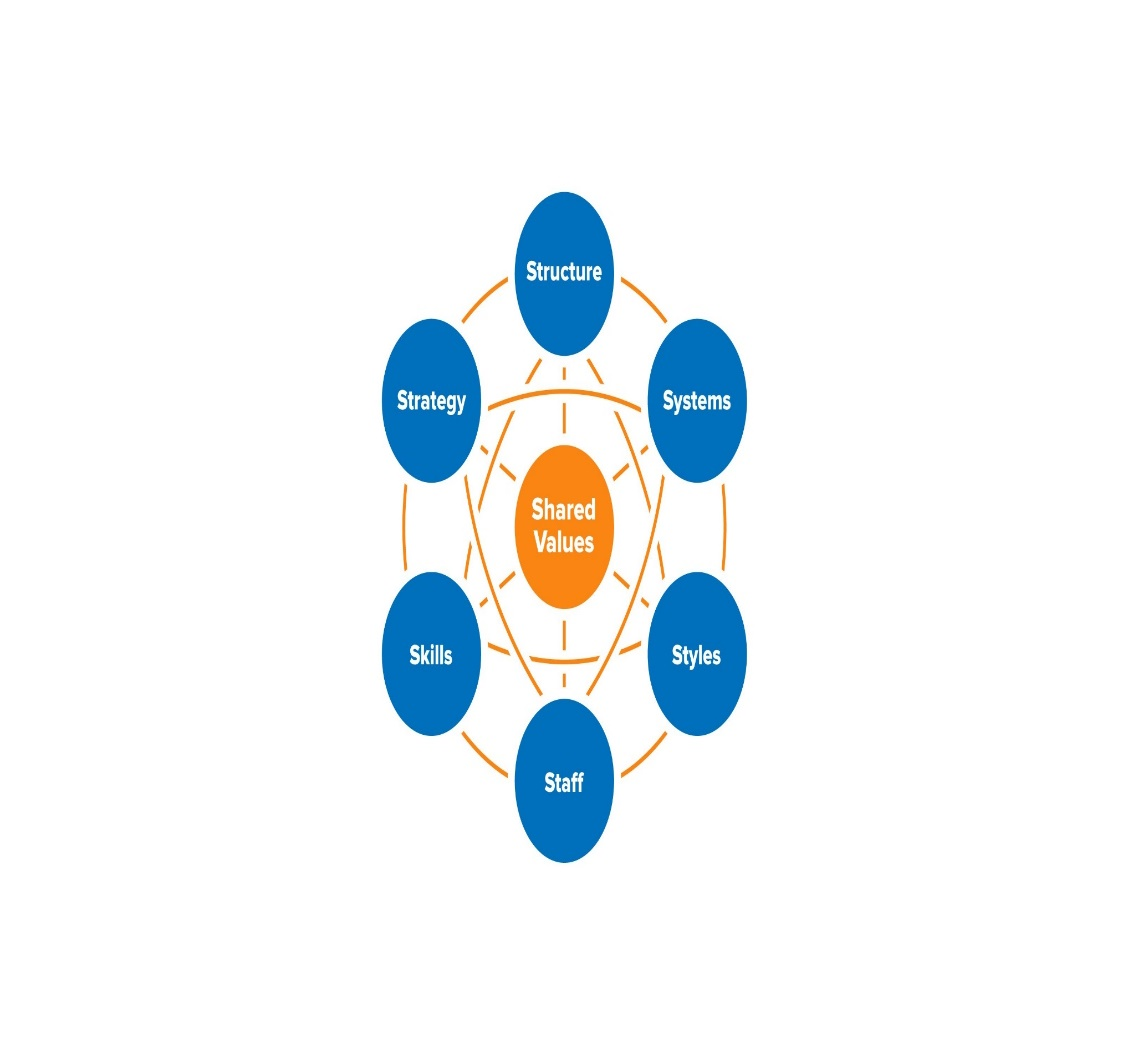 Structure
Strategy
Systems
Shared
Values
Skills
Styles
Staff